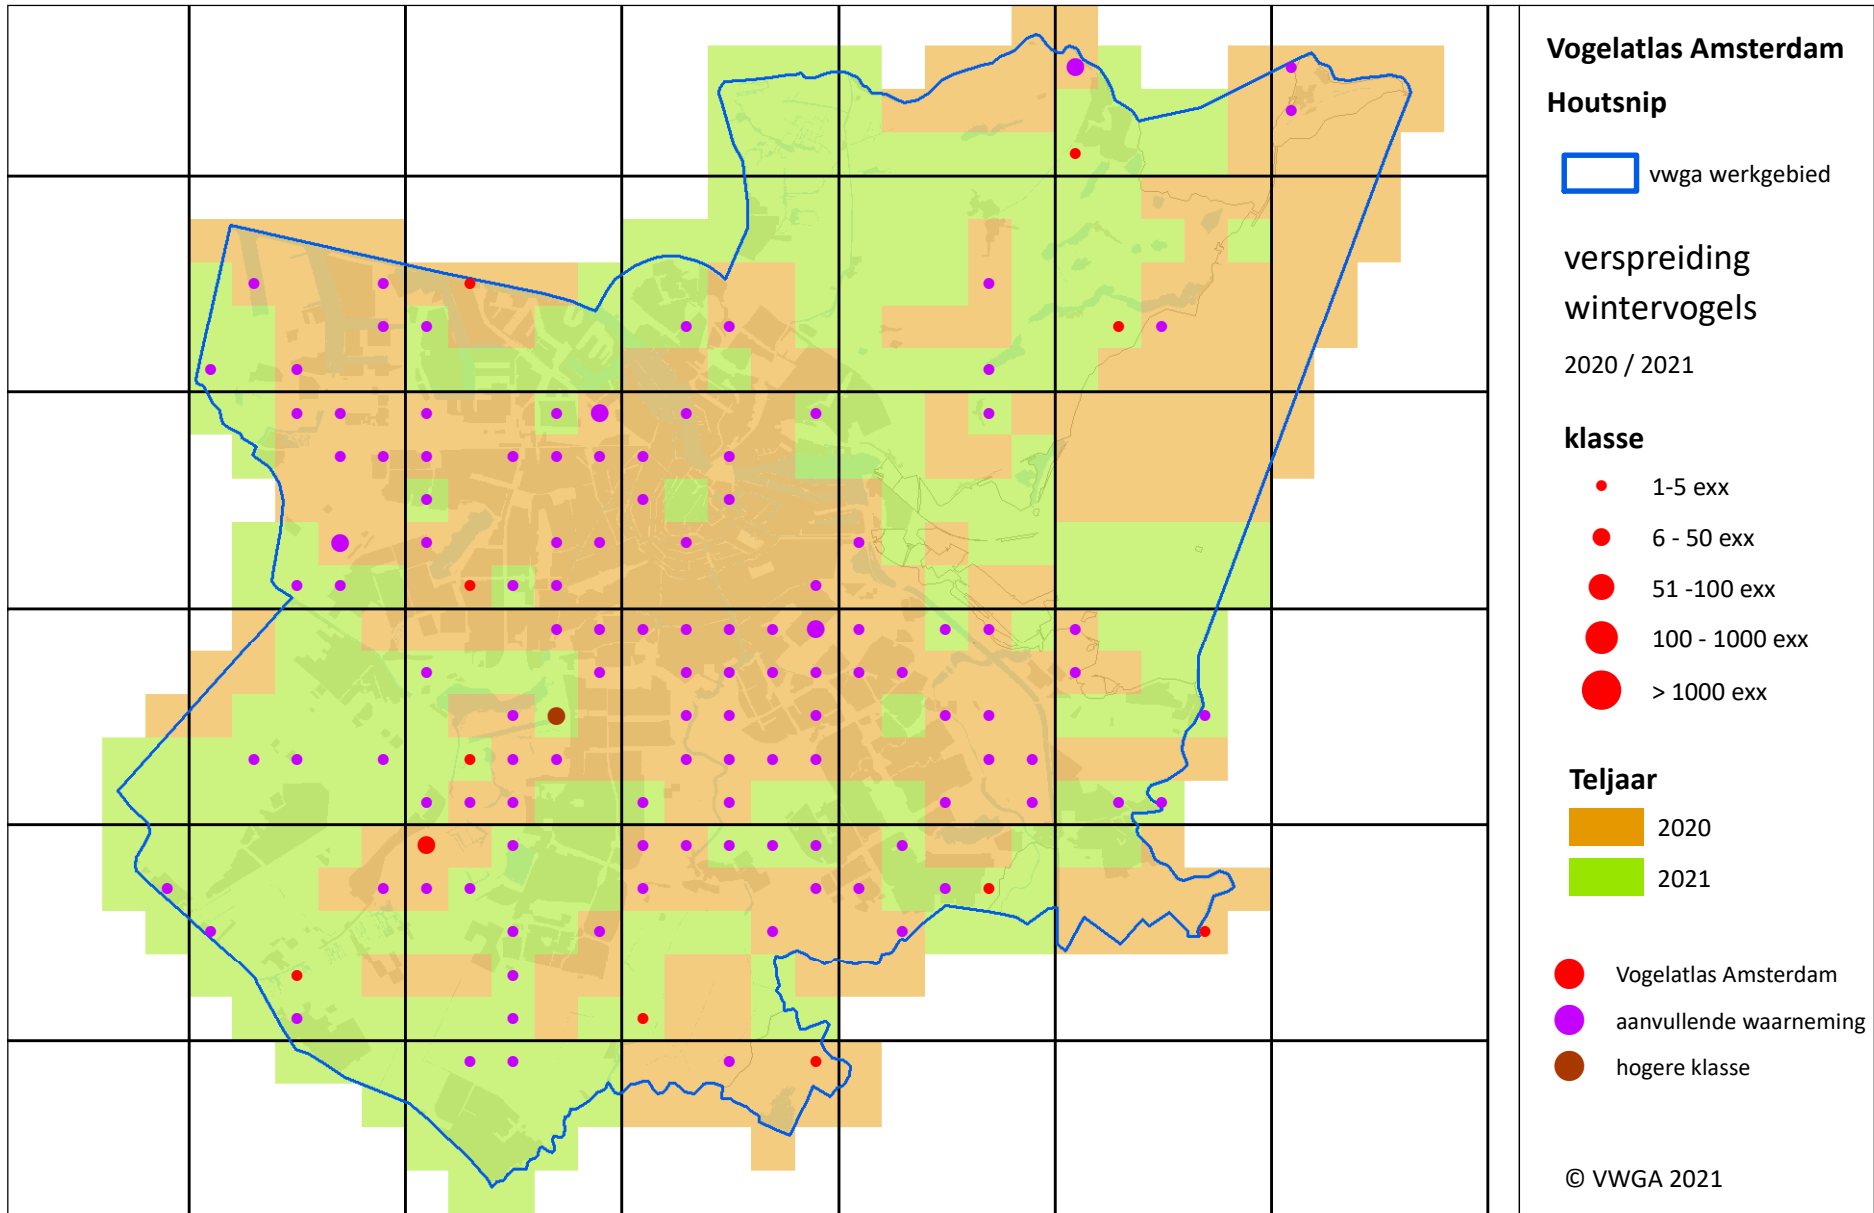 Vogelatlas Amsterdam
Houtsnip
vwga werkgebied
verspreiding
wintervogels
2020 / 2021
klasse
1-5 exx
6 - 50 exx
51 -100 exx
100 - 1000 exx
> 1000 exx
Teljaar
2020
2021
Vogelatlas Amsterdam
aanvullende waarneming
hogere klasse
© VWGA 2021